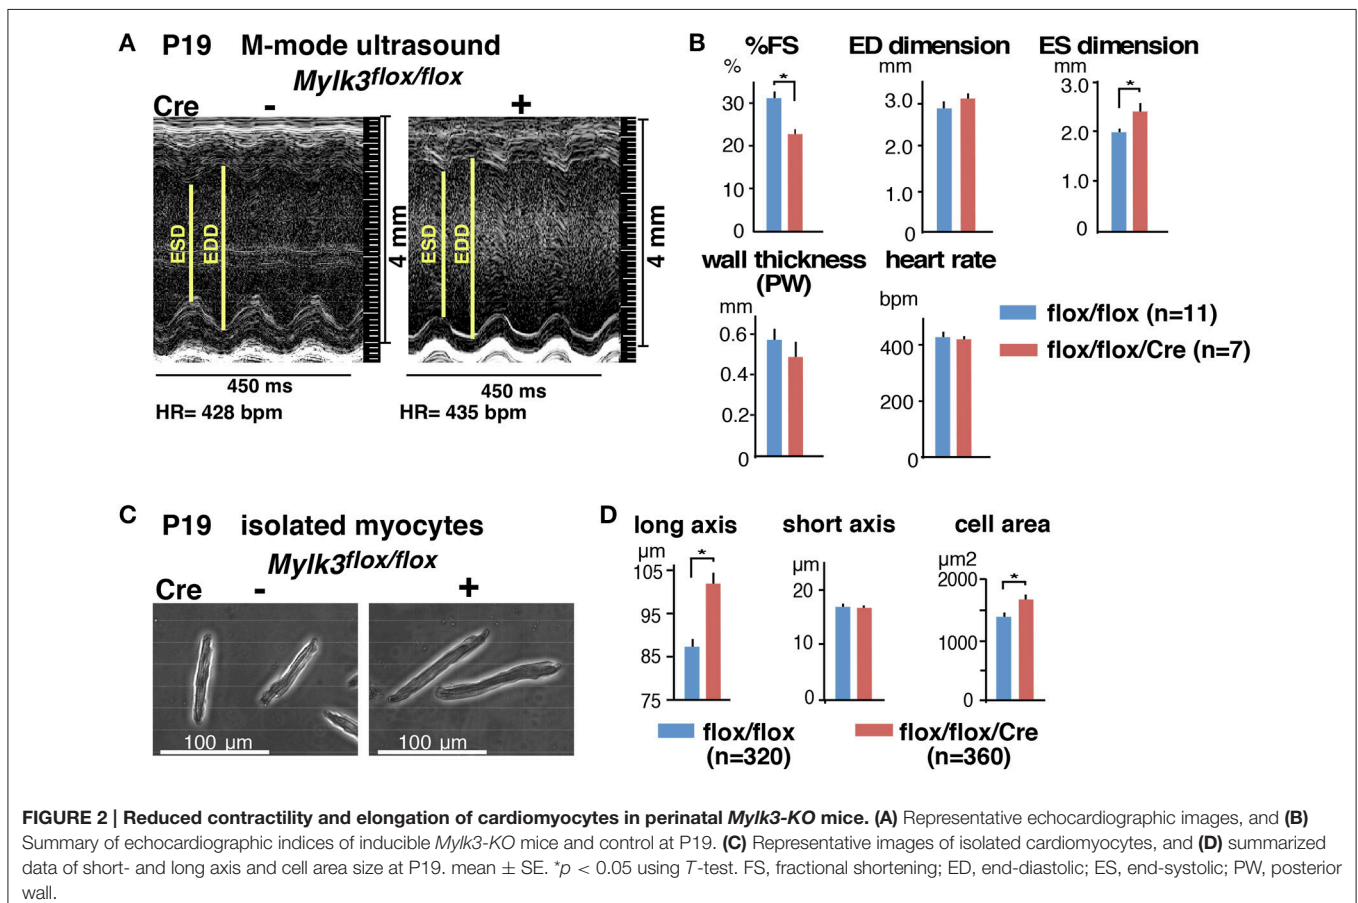 A P19 M-mode ultrasound
Mylk3flox/flox
Cre - +
ESD
EDD
4 mm
ESD
EDD
4 mm
450 ms
450 ms
HR= 428 bpm
HR= 435 bpm
B %FS
%
30
20
10
0
*
ED dimension
mm
3.0
2.0
1.0
0
ES dimension
mm
3.0
2.0
1.0
0
*
wall thickness
(PW)
mm
0.6
0.4
0.2
0
heart rate
bpm
400
200
0
flox/flox (n=11)
flox/flox/Cre (n=7)
C P19 isolated myocytes
Mylk3flox/flox
Cre - +
100 µm
100 µm
D long axis
µm
105
95
85
75
*
short axis
µm
20
10
0
cell area
µm2
2000
1000
0
*
flox/flox
(n=320)
flox/flox/Cre
(n=360)
FIGURE 2 | Reduced contractility and elongation of cardiomyocytes in perinatal Mylk3-KO mice. (A) Representative echocardiographic images, and (B)
Summary of echocardiographic indices of inducible Mylk3-KO mice and control at P19. (C) Representative images of isolated cardiomyocytes, and (D) summarized
data of short- and long axis and cell area size at P19. mean ± SE. *p < 0.05 using T-test. FS, fractional shortening; ED, end-diastolic; ES, end-systolic; PW, posterior
wall.